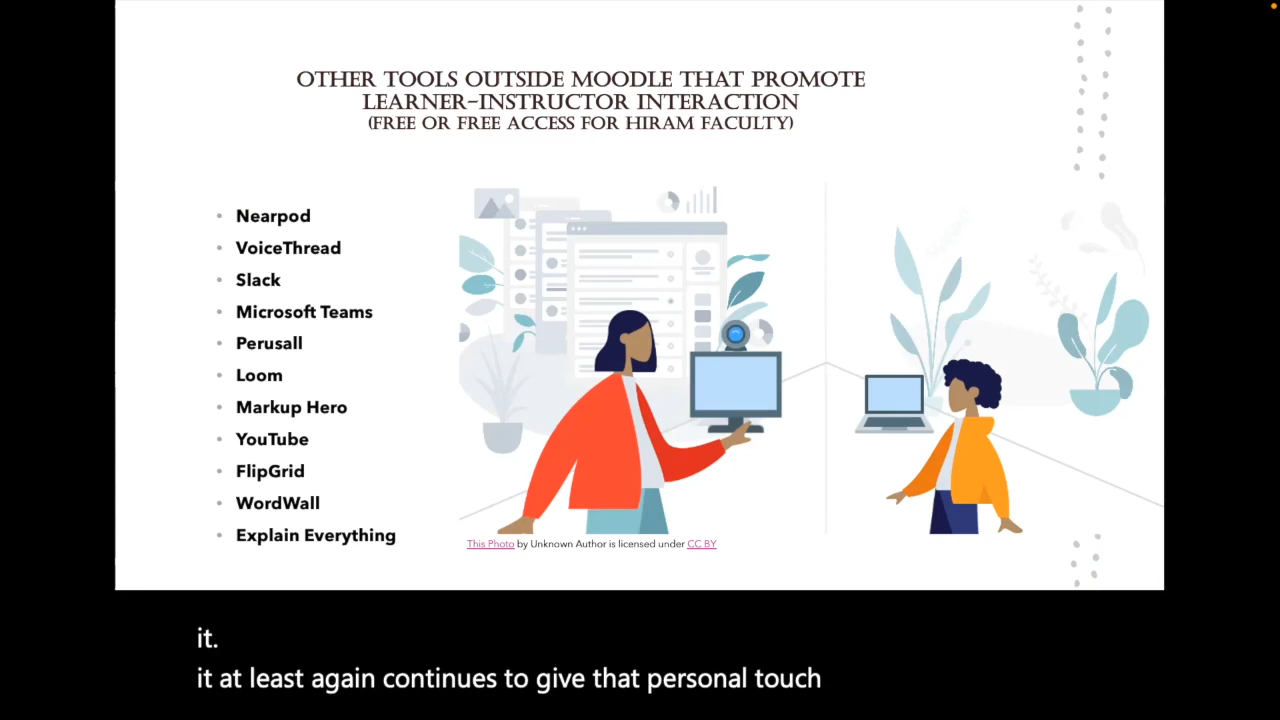 OTHER TOOLS OUTSIDE MOODLE THAT PROMOTE
LEARNER-INSTRUCTOR INTERACTION
(FREE OR FREE ACCESS FOR HIRAM FACULTY)
• Nearpod
• VoiceThread
• Slack
• Microsoft Teams
• Perusall
• Loom
• Markup Hero
• YouTube
• FlipGrid
• WordWall
• Explain Everything
This Photo by Unknown Author is licensed under CC BY
it.
it at least again continues to give that personal touch